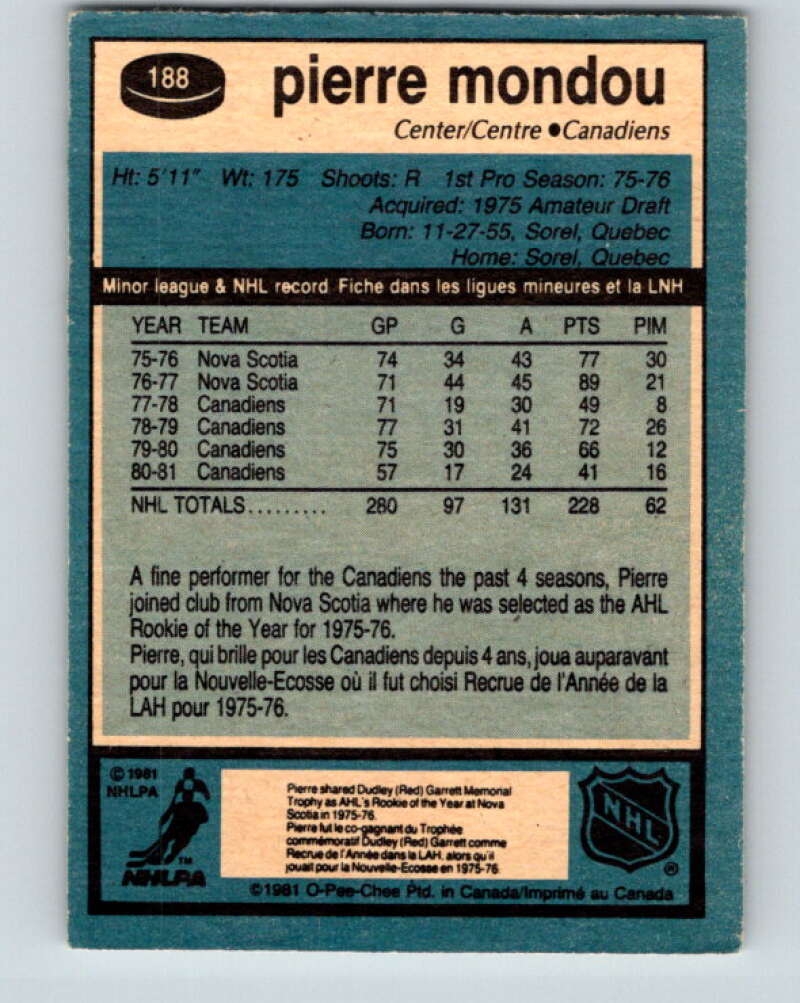 188
pierre mondou
Center/Centre ●Canadiens
Ht: 5'11" Wt: 175 Shoots: R 1st Pro Season: 75-76
Acquired: 1975 Amateur Draft
Born: 11-27-55, Sorel, Quebec
Home: Sorel, Quebec
Minor league & NHL record Fiche dans les ligues mineures et la LNH
YEAR TEAM GP G A PTS PIM
75-76 Nova Scotia 74 34 43 77 30
76-77 Nova Scotia 71 44 45 89 21
77-78 Canadiens 71 19 30 49 8
78-79 Canadiens 77 31 41 72 26
79-80 Canadiens 75 30 36 66 12
80-81 Canadiens 57 17 24 41 16
NHL TOTALS......... 280 97 131 228 62
A fine performer for the Canadiens the past 4 seasons, Pierre
joined club from Nova Scotia where he was selected as the AHL
Rookie of the Year for 1975-76.
Pierre, qui brille pour les Canadiens depuis 4 ans, joua auparavant
pour la Nouvelle-Ecosse où il fut choisi Recrue de l'Année de la
LAH pour 1975-76.
© 1981
NHLPA
TM
NHLPA
Pierre shared Dudley (Red) Garrett Memorial
Trophy as AHL's Rookie of the Year at Nova
Scotia in 1975-76.
Pierre fut le co-gagnant du Trophée
commémoratif Dudley (Red) Garrett comme
Recrue de l'Année dans la LAH, alors qu'il
jouait pour la Nouvelle-Ecosse en 1975-76
NHL
®
©1981 O-Pee-Chee Ptd. in Canada/Imprimé au Canada